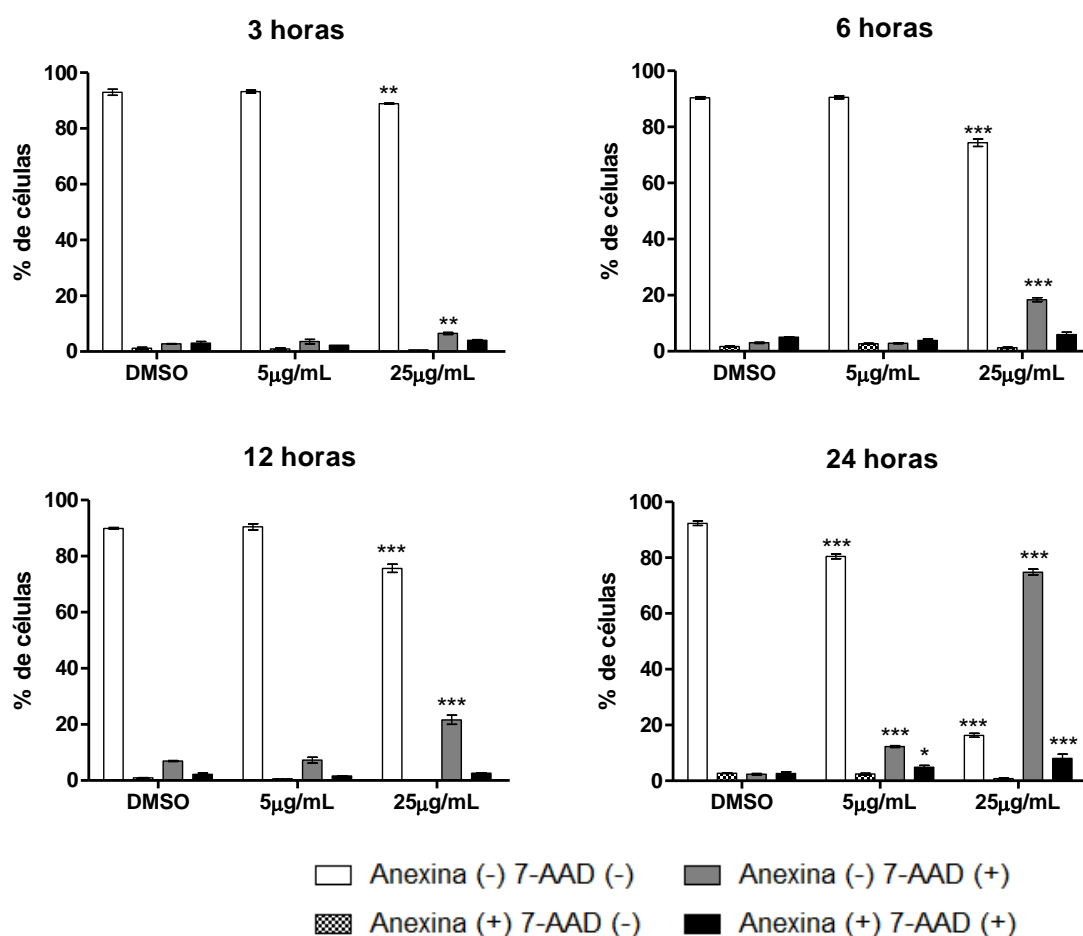 3 horas
% de células
100
80
60
40
20
0
**
**
DMSO
5µg/mL
25µg/mL
6 horas
% de células
100
80
60
40
20
0
***
***
DMSO
5µg/mL
25µg/mL
12 horas
% de células
100
80
60
40
20
0
***
***
DMSO
5µg/mL
25µg/mL
24 horas
% de células
100
80
60
40
20
0
***
***
*
***
***
***
DMSO
5µg/mL
25µg/mL
Anexina (-) 7-AAD (-)
Anexina (-) 7-AAD (+)
Anexina (+) 7-AAD (-)
Anexina (+) 7-AAD (+)